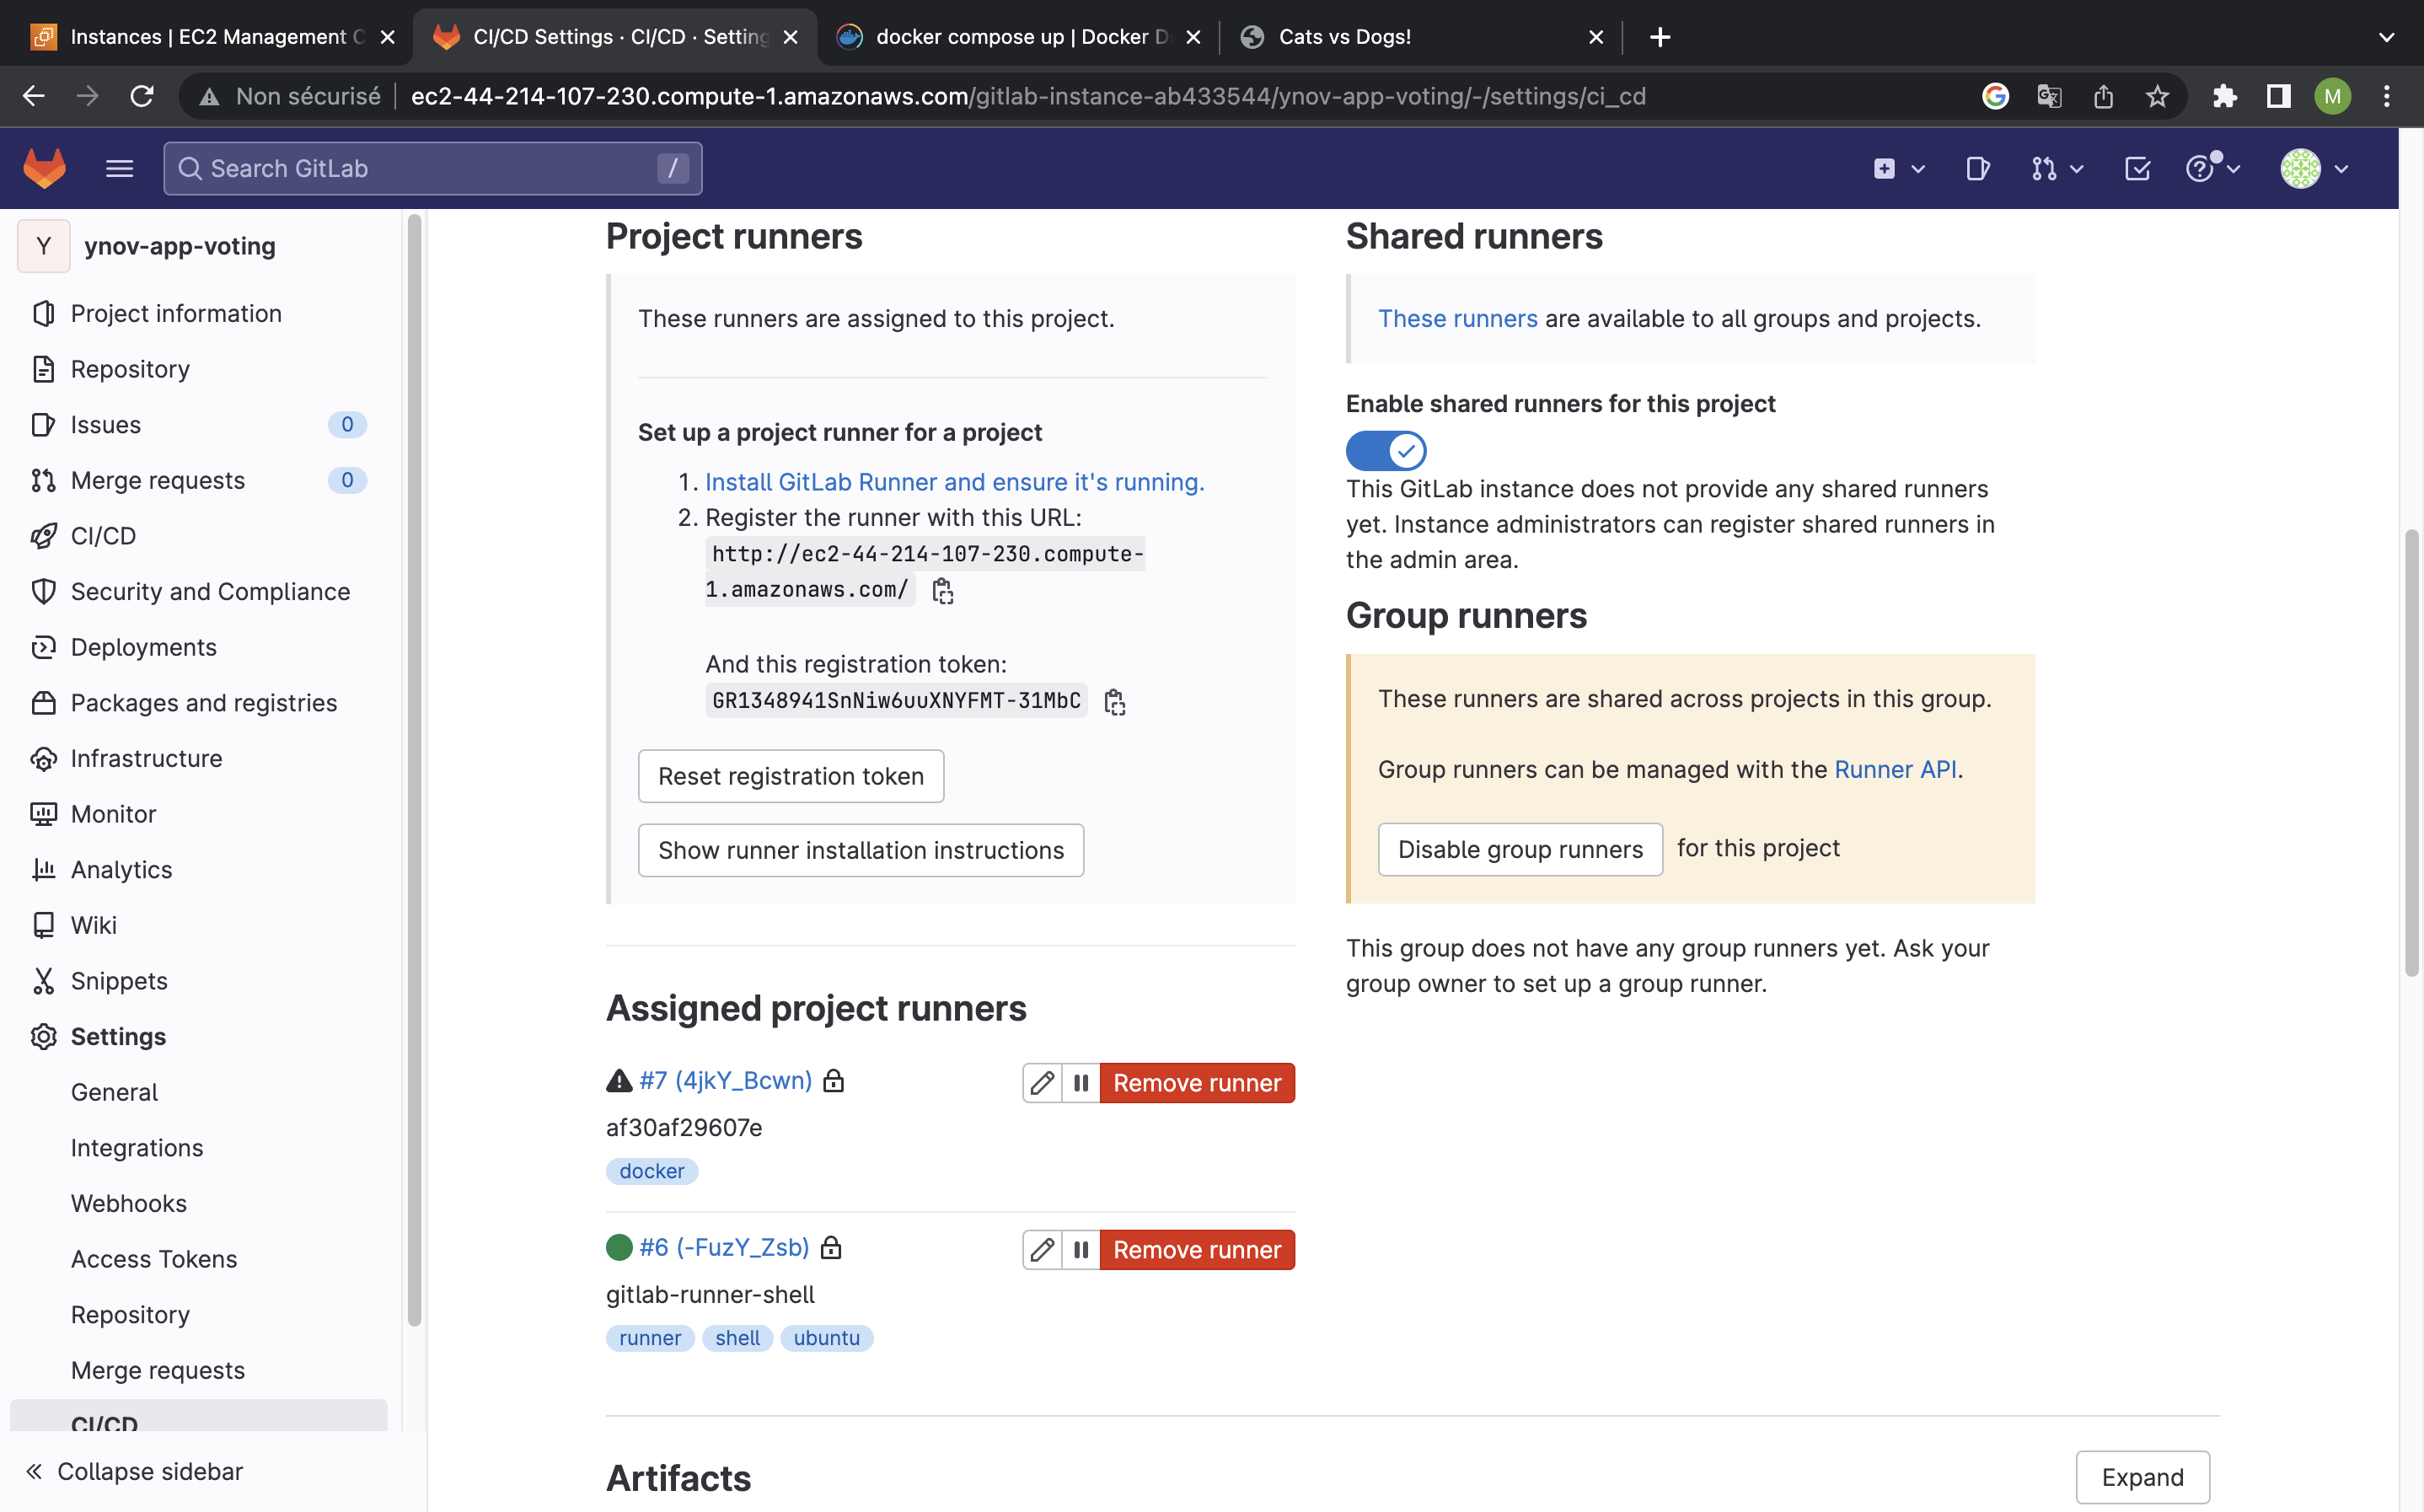 Instances | EC2 Management C
CI/CD Settings · CI/CD · Setting
docker compose up | Docker D
Cats vs Dogs!
Non sécurisé
ec2-44-214-107-230.compute-1.amazonaws.com/gitlab-instance-ab433544/ynov-app-voting/-/settings/ci_cd
M
Search GitLab
/
Y
ynov-app-voting
Project information
Repository
Issues 0
Merge requests 0
CI/CD
Security and Compliance
Deployments
Packages and registries
Infrastructure
Monitor
Analytics
Wiki
Snippets
Settings
General
Integrations
Webhooks
Access Tokens
Repository
Merge requests
CI/CD
Collapse sidebar
Project runners
These runners are assigned to this project.
Set up a project runner for a project
1. Install GitLab Runner and ensure it's running.
2. Register the runner with this URL:
http://ec2-44-214-107-230.compute-
1.amazonaws.com/
And this registration token:
GR1348941SnNiw6uuXNYFMT-31MbC
Reset registration token
Show runner installation instructions
Assigned project runners
#7 (4jkY_Bcwn)
Remove runner
af30af29607e
docker
#6 (-FuzY_Zsb)
Remove runner
gitlab-runner-shell
runner shell ubuntu
Shared runners
These runners are available to all groups and projects.
Enable shared runners for this project
This GitLab instance does not provide any shared runners
yet. Instance administrators can register shared runners in
the admin area.
Group runners
These runners are shared across projects in this group.
Group runners can be managed with the Runner API.
Disable group runners for this project
This group does not have any group runners yet. Ask your
group owner to set up a group runner.
Artifacts
Expand